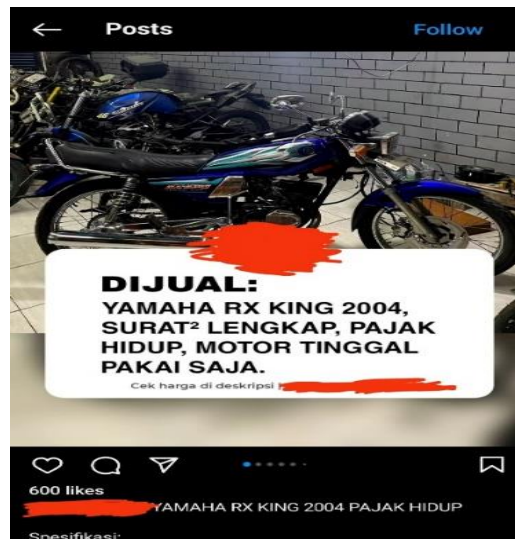 Posts
Follow
DIJUAL:
YAMAHA RX KING 2004,
SURAT² LENGKAP, PAJAK
HIDUP, MOTOR TINGGAL
PAKAI SAJA.
Cek harga di deskripsi
600 likes
YAMAHA RX KING 2004 PAJAK HIDUP
Spesifikasi: